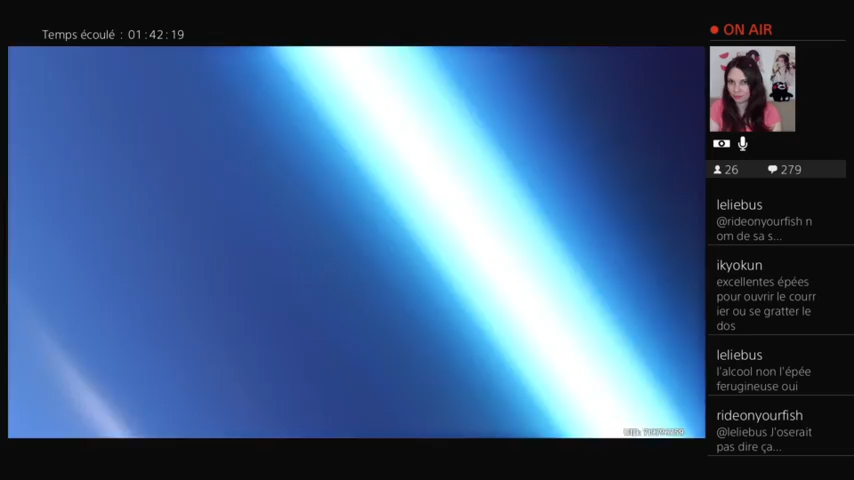 Temps écoulé : 01:42:19
ON AIR
26 279
leliebus
@rideonyourfish n
om de sa s...
ikyokun
excellentes épées
pour ouvrir le courr
ier ou se gratter le
dos
leliebus
l'alcool non l'épée
ferugineuse oui
rideonyourfish
@leliebus J'oserait
pas dire ça...